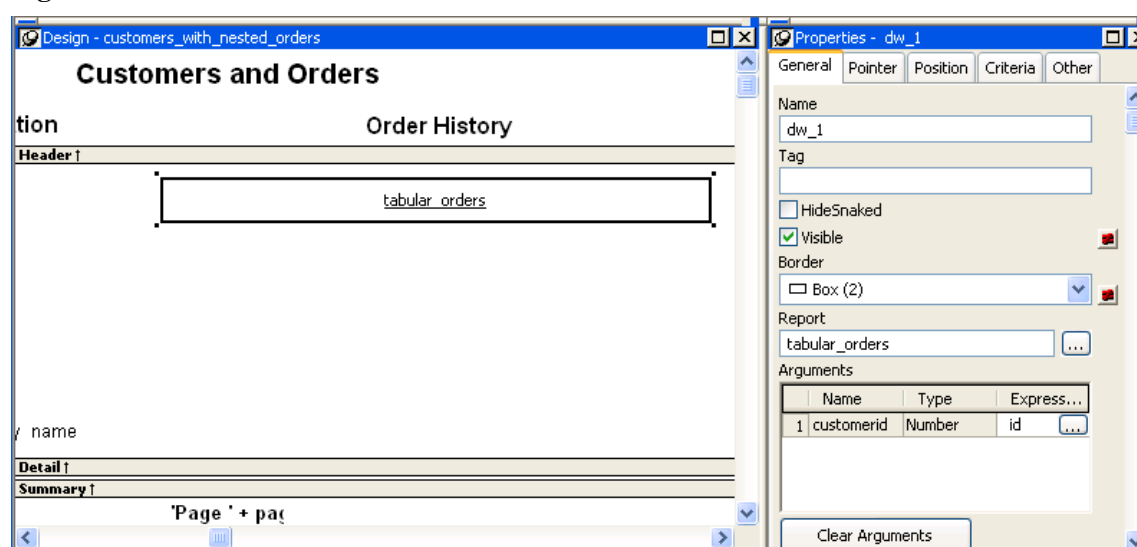 Design - customers_with_nested_orders
Customers and Orders
tion
Order History
Header ↑
tabular_orders
y_name
Detail ↑
Summary ↑
'Page ' + pag
Properties - dw_1
General Pointer Position Criteria Other
Name
dw_1
Tag
HideSnaked
Visible
Border
Box (2)
Report
tabular_orders
...
Arguments
Name Type Express...
1 customerid Number id ...
Clear Arguments